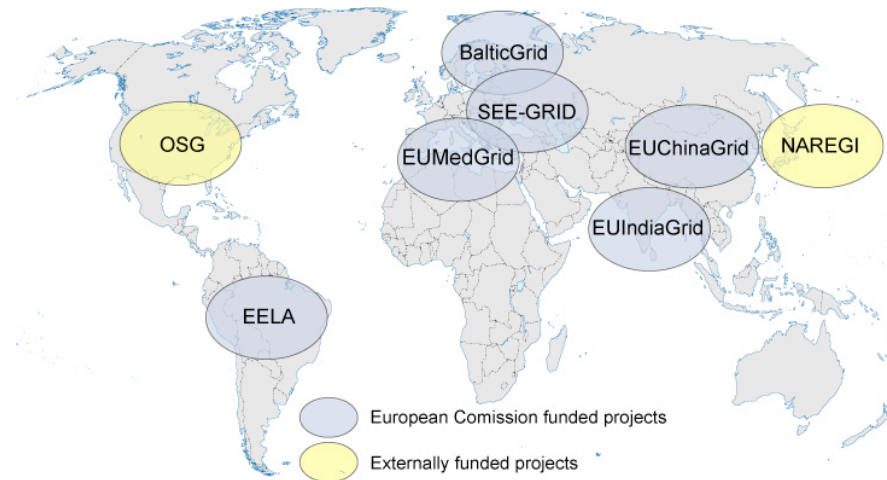 BalticGrid
SEE-GRID
OSG
EUMedGrid
EUChinaGrid
NAREGI
EUIndiaGrid
EELA
European Comission funded projects
Externally funded projects